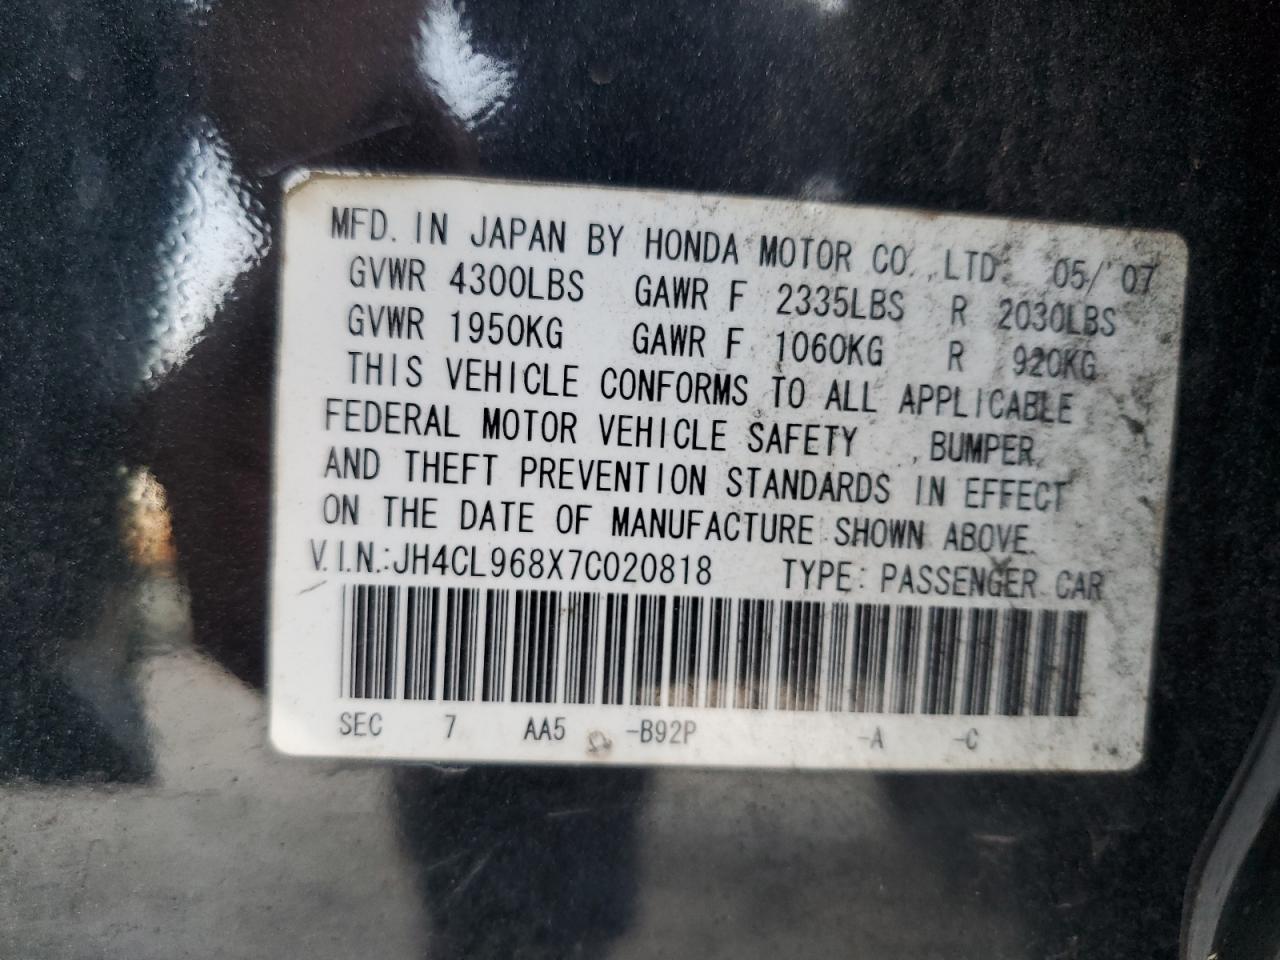 MFD. IN JAPAN BY HONDA MOTOR CO.,LTD. 05/ 07
GVWR 4300LBS GAWR F 2335LBS R 2030LBS
GVWR 1950KG GAWR F 1060KG R 920KG
THIS VEHICLE CONFORMS TO ALL APPLICABLE
FEDERAL MOTOR VEHICLE SAFETY , BUMPER,
AND THEFT PREVENTION STANDARDS IN EFFECT
ON THE DATE OF MANUFACTURE SHOWN ABOVE.
V.I.N.:JH4CL968X7C020818 TYPE: PASSENGER CAR
SEC 7 AA5 -B92P -A -C